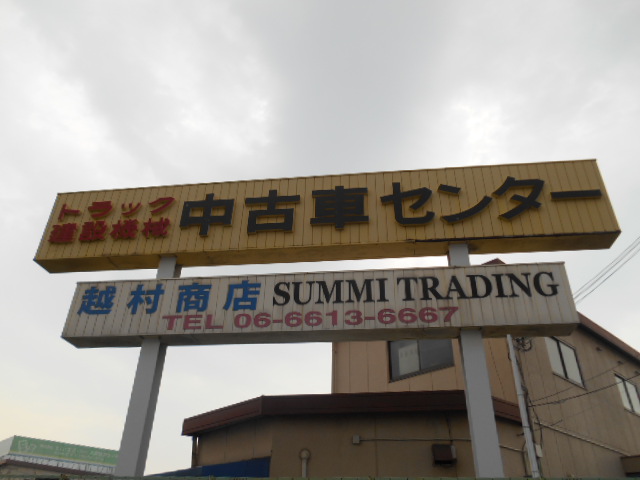 トラック
建設機械
中古車センター
越村商店 SUMMI TRADING
TEL 06-6613-6667